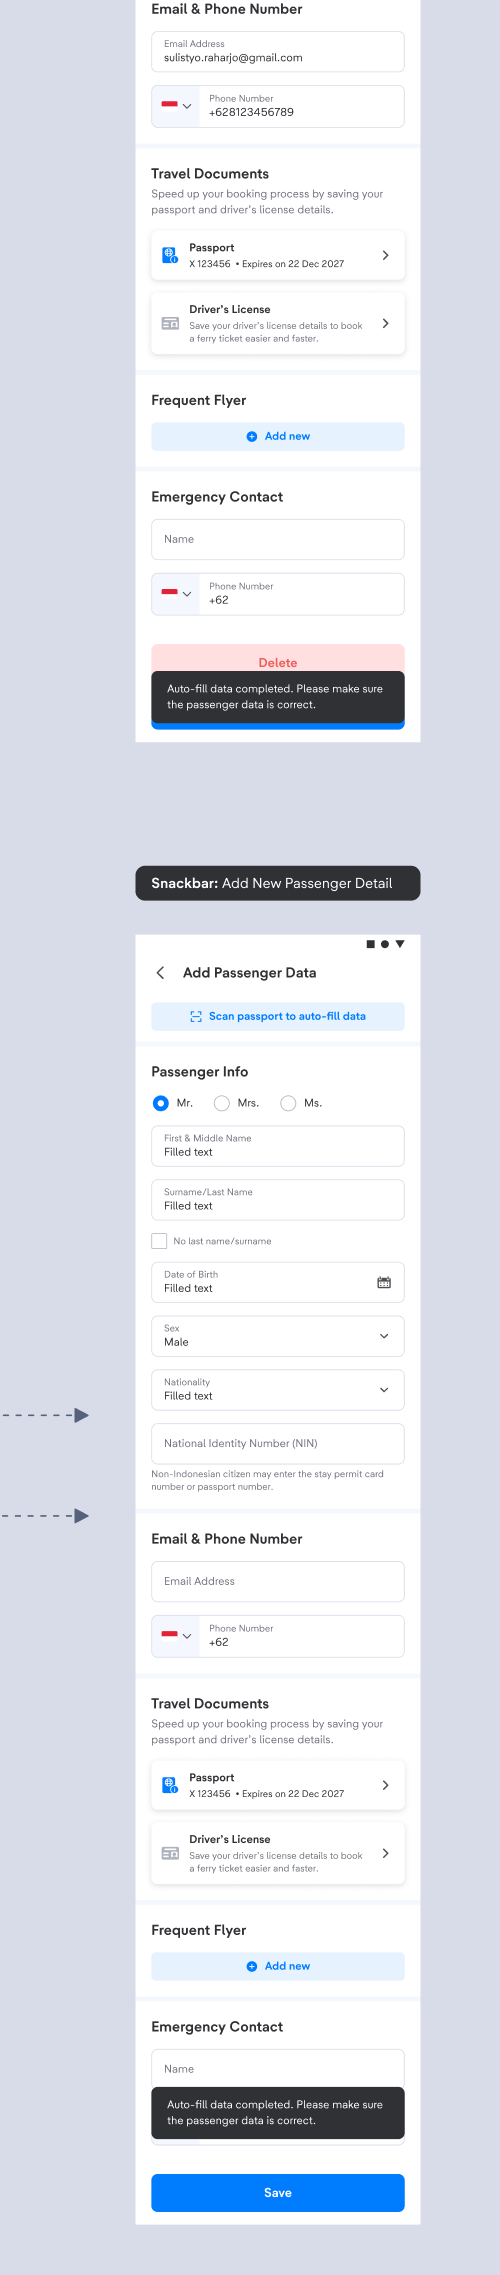 Email & Phone Number
Email Address
sulistyo.raharjo@gmail.com
Phone Number
+628123456789
Travel Documents
Speed up your booking process by saving your
passport and driver's license details.
Passport
X 123456 • Expires on 22 Dec 2027
Driver's License
Save your driver's license details to book
a ferry ticket easier and faster.
Frequent Flyer
Add new
Emergency Contact
Name
Phone Number
+62
Delete
Auto-fill data completed. Please make sure
the passenger data is correct.
Snackbar: Add New Passenger Detail
Add Passenger Data
Scan passport to auto-fill data
Passenger Info
Mr. Mrs. Ms.
First & Middle Name
Filled text
Surname/Last Name
Filled text
No last name/surname
Date of Birth
Filled text
Sex
Male
Nationality
Filled text
National Identity Number (NIN)
Non-Indonesian citizen may enter the stay permit card
number or passport number.
Email & Phone Number
Email Address
Phone Number
+62
Travel Documents
Speed up your booking process by saving your
passport and driver's license details.
Passport
X 123456 • Expires on 22 Dec 2027
Driver's License
Save your driver's license details to book
a ferry ticket easier and faster.
Frequent Flyer
Add new
Emergency Contact
Name
Auto-fill data completed. Please make sure
the passenger data is correct.
Save